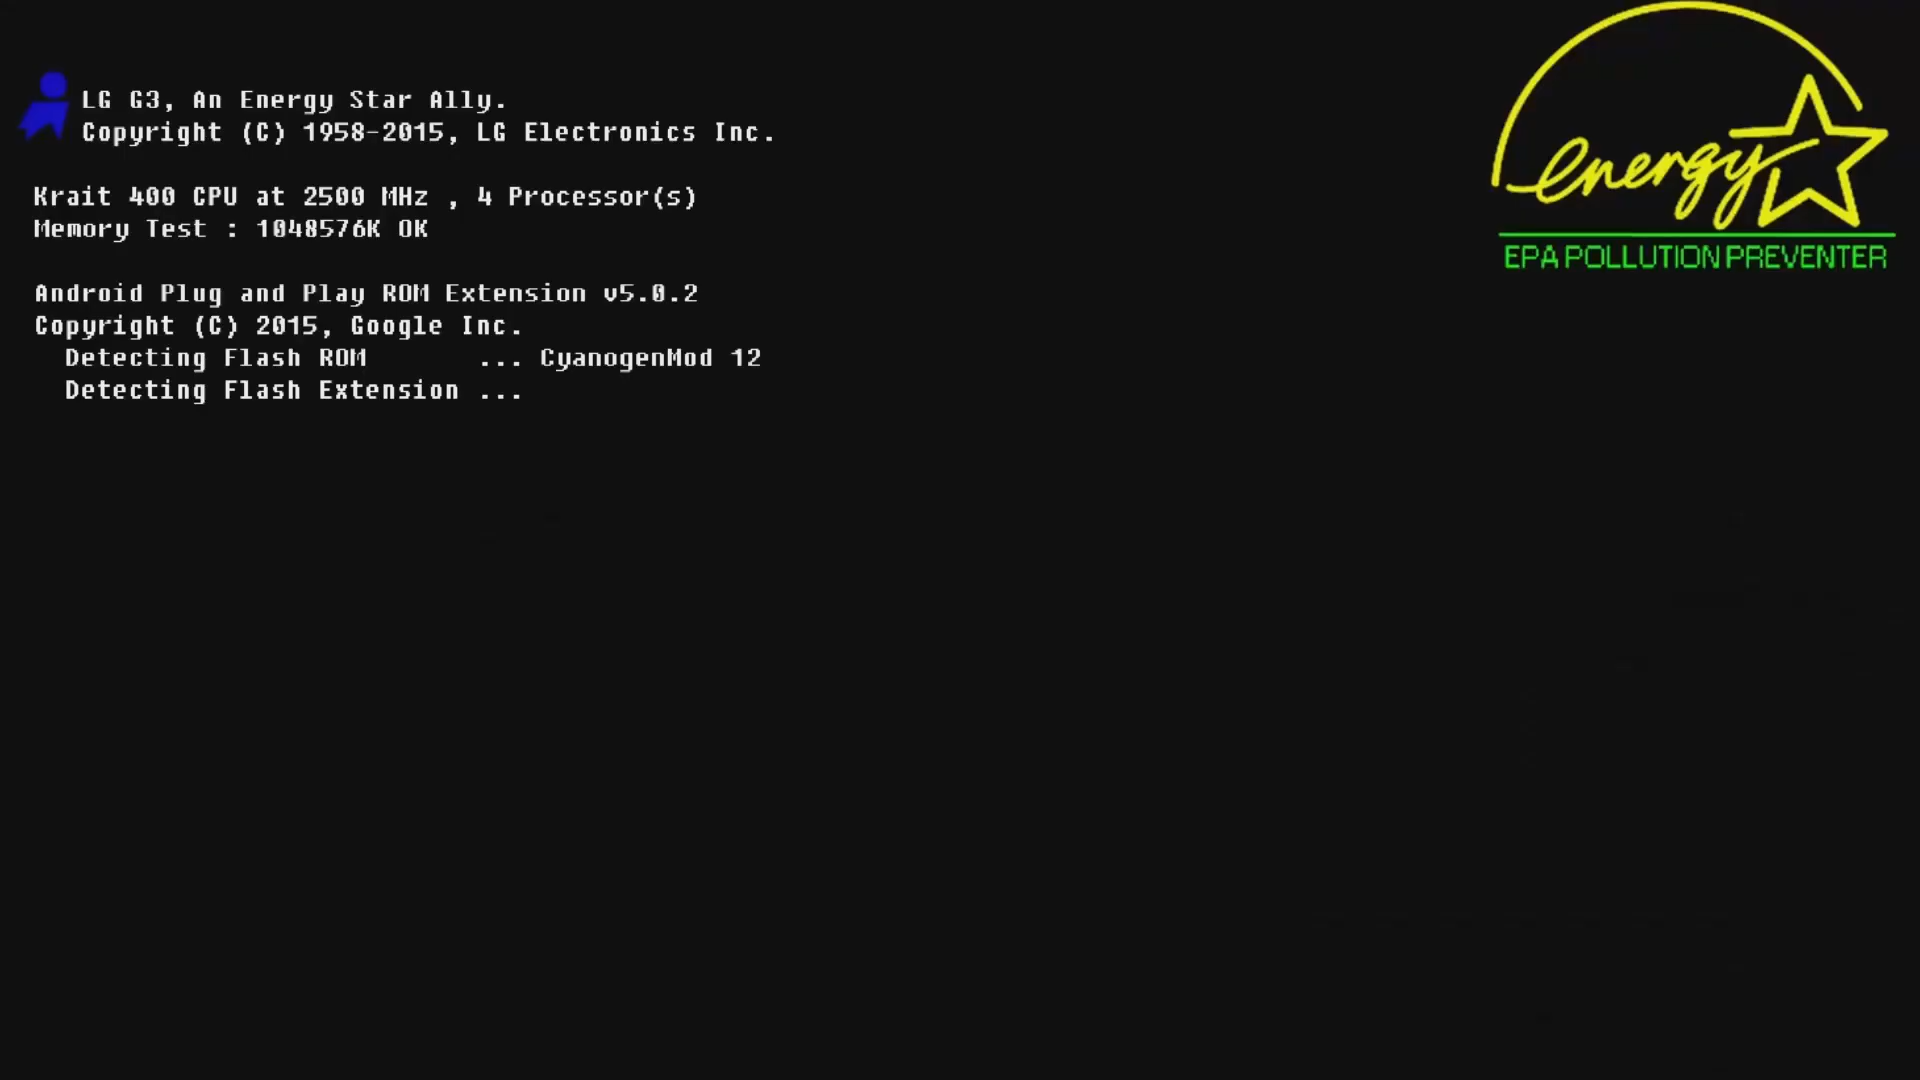 LG G3, An Energy Star Ally.
Copyright (C) 1958-2015, LG Electronics Inc.
energy
EPA POLLUTION PREVENTER
Krait 400 CPU at 2500 MHz , 4 Processor(s)
Memory Test : 1048576K OK
Android Plug and Play ROM Extension v5.0.2
Copyright (C) 2015, Google Inc.
Detecting Flash ROM ... CyanogenMod 12
Detecting Flash Extension ...